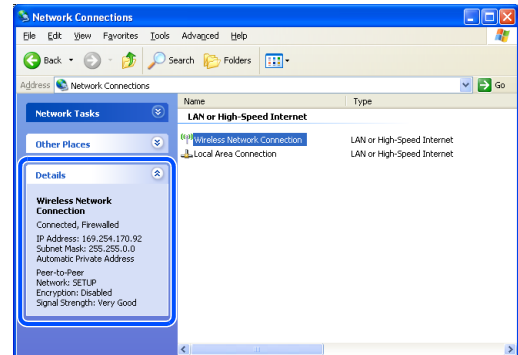 Network Connections
File Edit View Favorites Tools Advanced Help
Back Search Folders
Address Network Connections Go
Name Type
Network Tasks
LAN or High-Speed Internet
Other Places
Wireless Network Connection LAN or High-Speed Internet
Local Area Connection LAN or High-Speed Internet
Details
Wireless Network
Connection
Connected, Firewalled
IP Address: 169.254.170.92
Subnet Mask: 255.255.0.0
Automatic Private Address
Peer-to-Peer
Network: SETUP
Encryption: Disabled
Signal Strength: Very Good